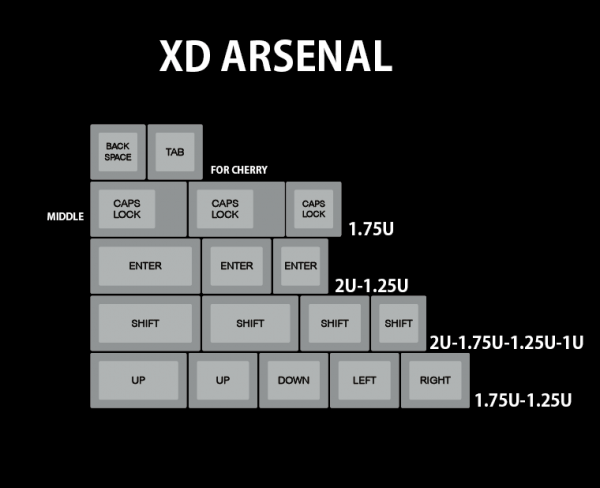 XD ARSENAL
BACK
SPACE
TAB
FOR CHERRY
MIDDLE
CAPS
LOCK
CAPS
LOCK
CAPS
LOCK
1.75U
ENTER
ENTER
ENTER
2U-1.25U
SHIFT
SHIFT
SHIFT
SHIFT
2U-1.75U-1.25U-1U
UP
UP
DOWN
LEFT
RIGHT
1.75U-1.25U